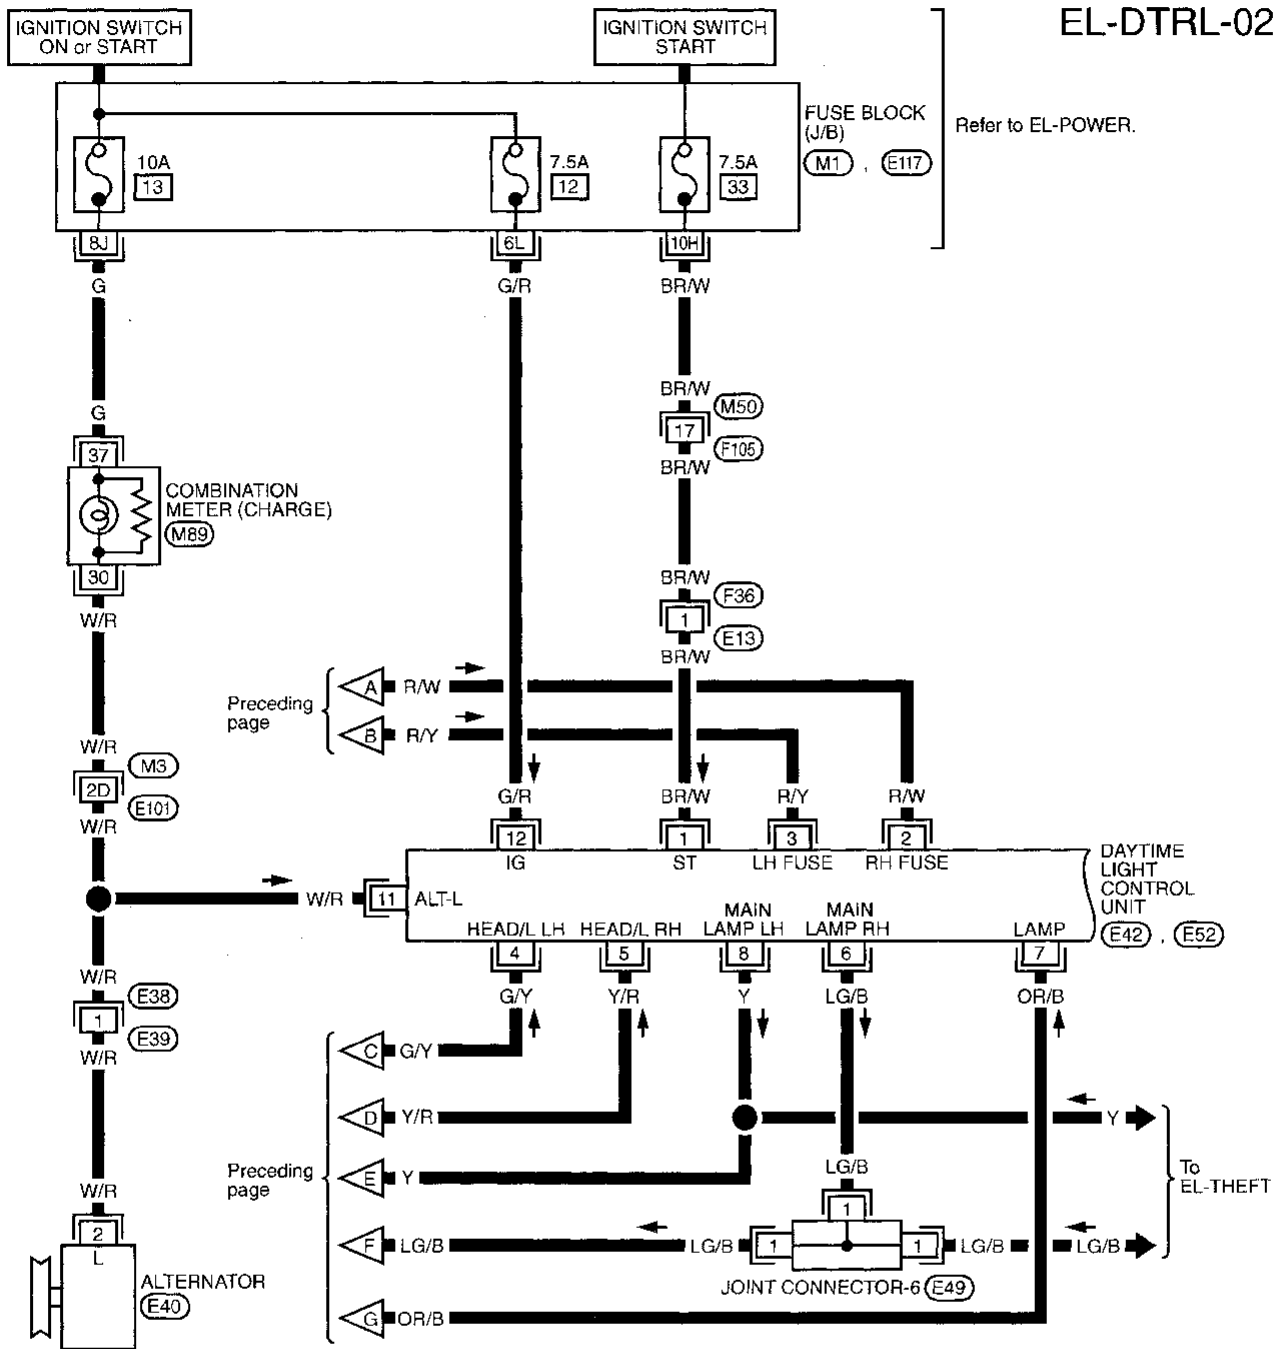 EL-DTRL-02
IGNITION SWITCH
ON or START
IGNITION SWITCH
START
FUSE BLOCK
(J/B)
M1 , E117
Refer to EL-POWER.
10A
13
7.5A
12
7.5A
33
8J
6L
10H
G
G/R
BR/W
G
BR/W
M50
17
F105
BR/W
37
COMBINATION
METER (CHARGE)
M89
30
W/R
BR/W
F36
1
E13
BR/W
Preceding
page
A
R/W
B
R/Y
W/R
M3
2D
E101
W/R
G/R
BR/W
R/Y
R/W
12
1
3
2
IG
ST
LH FUSE
RH FUSE
DAYTIME
LIGHT
CONTROL
UNIT
E42 , E52
W/R
11
ALT-L
HEAD/L LH
HEAD/L RH
MAIN
LAMP LH
MAIN
LAMP RH
LAMP
4
5
8
6
7
G/Y
Y/R
Y
LG/B
OR/B
W/R
E38
1
E39
W/R
Preceding
page
C
G/Y
D
Y/R
Y
E
Y
LG/B
1
To
EL-THEFT
F
LG/B
LG/B
1
1
LG/B
LG/B
JOINT CONNECTOR-6 E49
G
OR/B
W/R
2
L
ALTERNATOR
E40